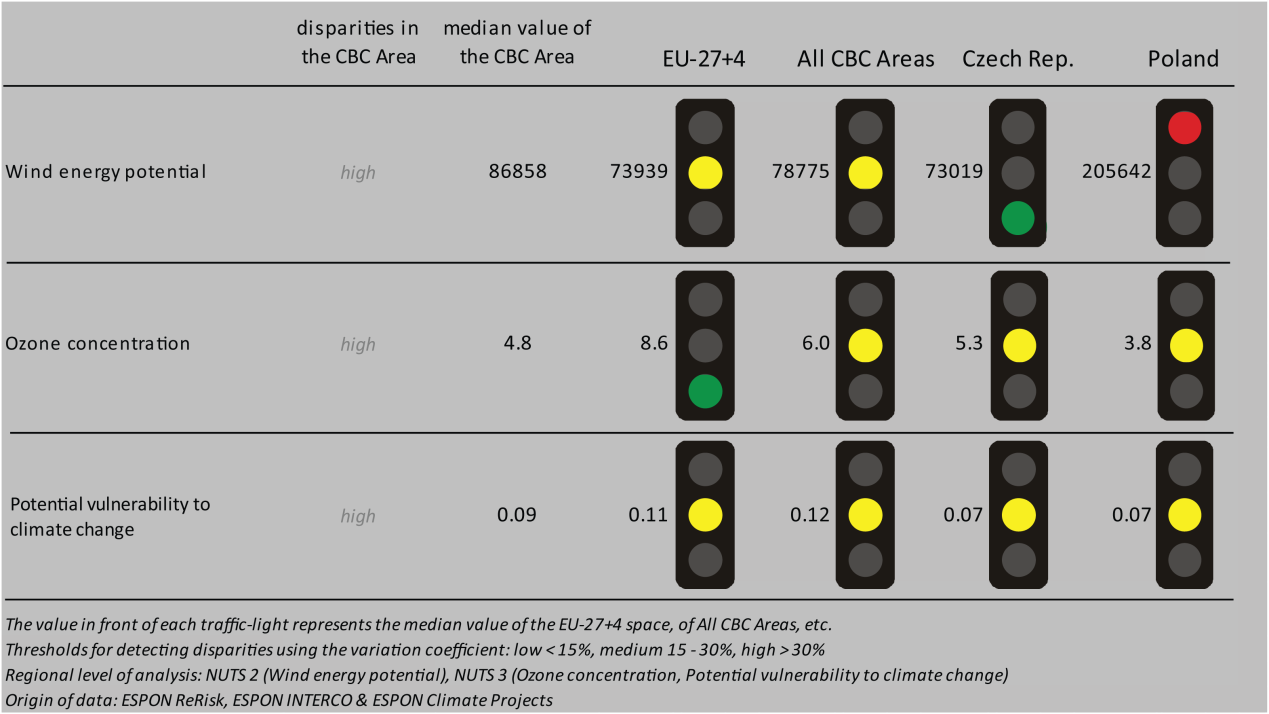 disparities in
the CBC Area
median value of
the CBC Area
EU-27+4
All CBC Areas
Czech Rep.
Poland
Wind energy potential high 86858 73939 78775 73019 205642
Ozone concentration high 4.8 8.6 6.0 5.3 3.8
Potential vulnerability to
climate change
high 0.09 0.11 0.12 0.07 0.07
The value in front of each traffic-light represents the median value of the EU-27+4 space, of All CBC Areas, etc.
Thresholds for detecting disparities using the variation coefficient: low < 15%, medium 15 - 30%, high > 30%
Regional level of analysis: NUTS 2 (Wind energy potential), NUTS 3 (Ozone concentration, Potential vulnerability to climate change)
Origin of data: ESPON ReRisk, ESPON INTERCO & ESPON Climate Projects